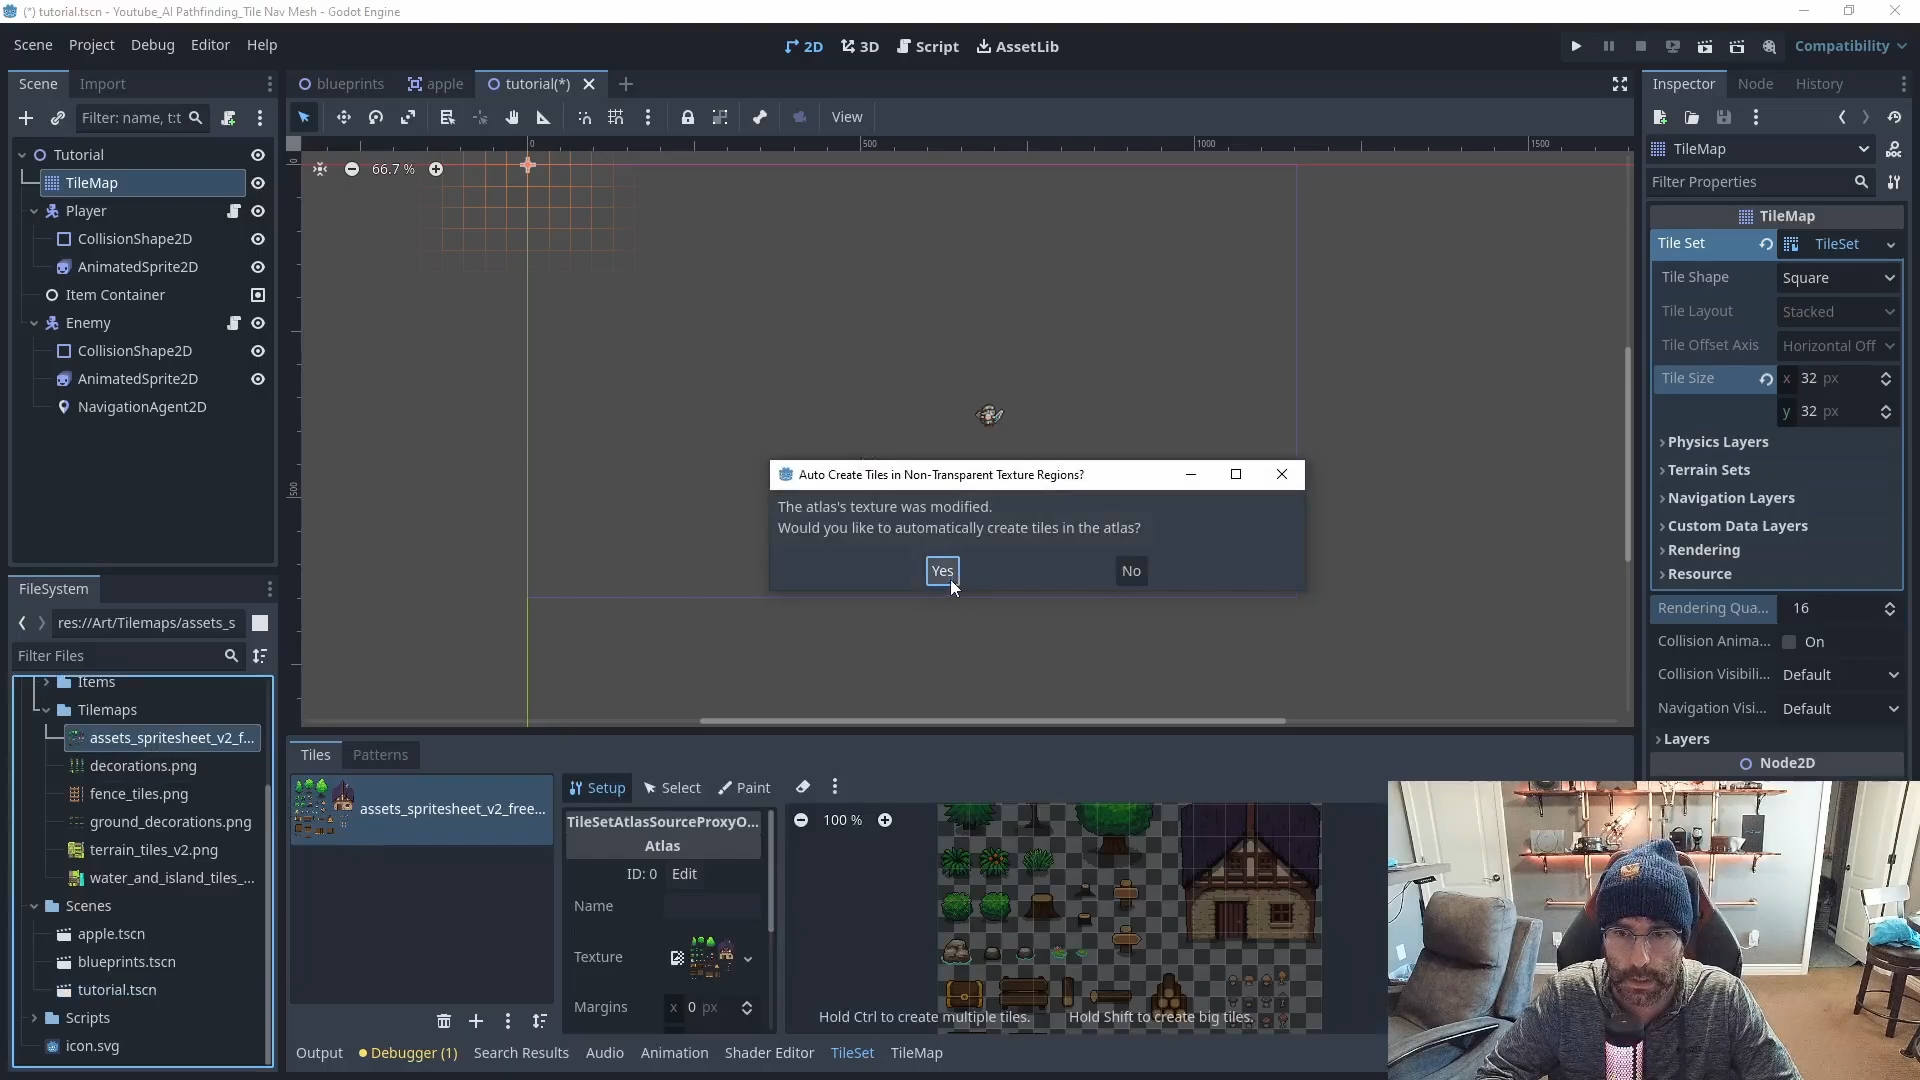 (*) tutorial.tscn - Youtube_AI Pathfinding_Tile Nav Mesh - Godot Engine
Scene Project Debug Editor Help
2D 3D Script AssetLib
Compatibility
Scene Import
blueprints apple tutorial(*)
Inspector Node History
Filter: name, t:t
View
TileMap
Filter Properties
Tutorial
TileMap
Player
CollisionShape2D
AnimatedSprite2D
Item Container
Enemy
CollisionShape2D
AnimatedSprite2D
NavigationAgent2D
0 500 1000 1500
0
500
66.7 %
Auto Create Tiles in Non-Transparent Texture Regions?
The atlas's texture was modified.
Would you like to automatically create tiles in the atlas?
Yes No
TileMap
Tile Set TileSet
Tile Shape Square
Tile Layout Stacked
Tile Offset Axis Horizontal Off
Tile Size x 32 px
y 32 px
Physics Layers
Terrain Sets
Navigation Layers
Custom Data Layers
Rendering
Resource
Rendering Qua... 16
Collision Anima... On
Collision Visibili... Default
Navigation Visi... Default
Layers
Node2D
FileSystem
res://Art/Tilemaps/assets_s
Filter Files
Items
Tilemaps
assets_spritesheet_v2_f...
decorations.png
fence_tiles.png
ground_decorations.png
terrain_tiles_v2.png
water_and_island_tiles_...
Scenes
apple.tscn
blueprints.tscn
tutorial.tscn
Scripts
icon.svg
Tiles Patterns
assets_spritesheet_v2_free...
Setup Select Paint
TileSetAtlasSourceProxyO...
Atlas
ID: 0 Edit
Name
Texture
Margins x 0 px
100 %
Hold Ctrl to create multiple tiles. Hold Shift to create big tiles.
Output Debugger (1) Search Results Audio Animation Shader Editor TileSet TileMap